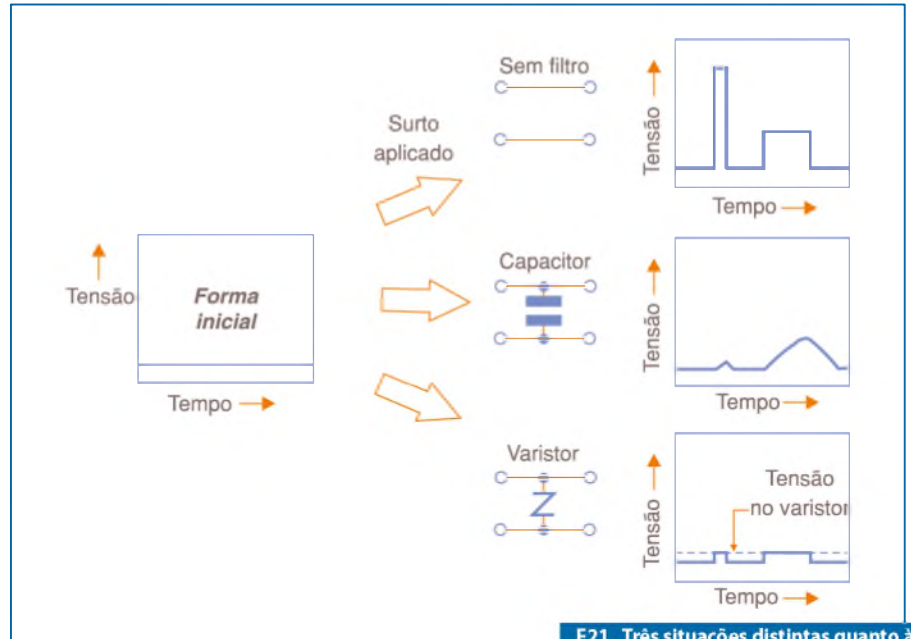 Sem filtro
Surto
aplicado
Tensão
Tempo
Tensão
Forma
inicial
Tempo
Capacitor
Tensão
Tempo
Varistor
Tensão
Tensão
no varistor
Tempo
F21. Três situações distintas quanto à